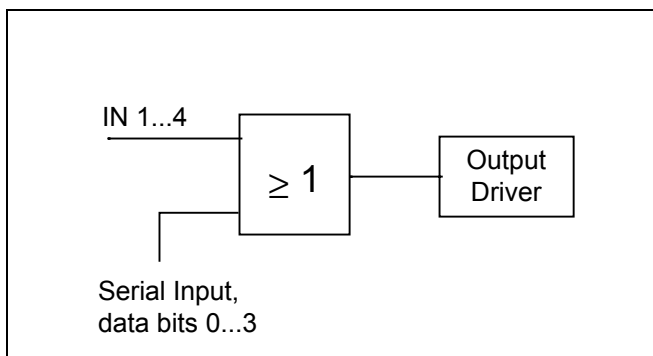 IN 1...4
≥ 1
Output
Driver
Serial Input,
data bits 0...3